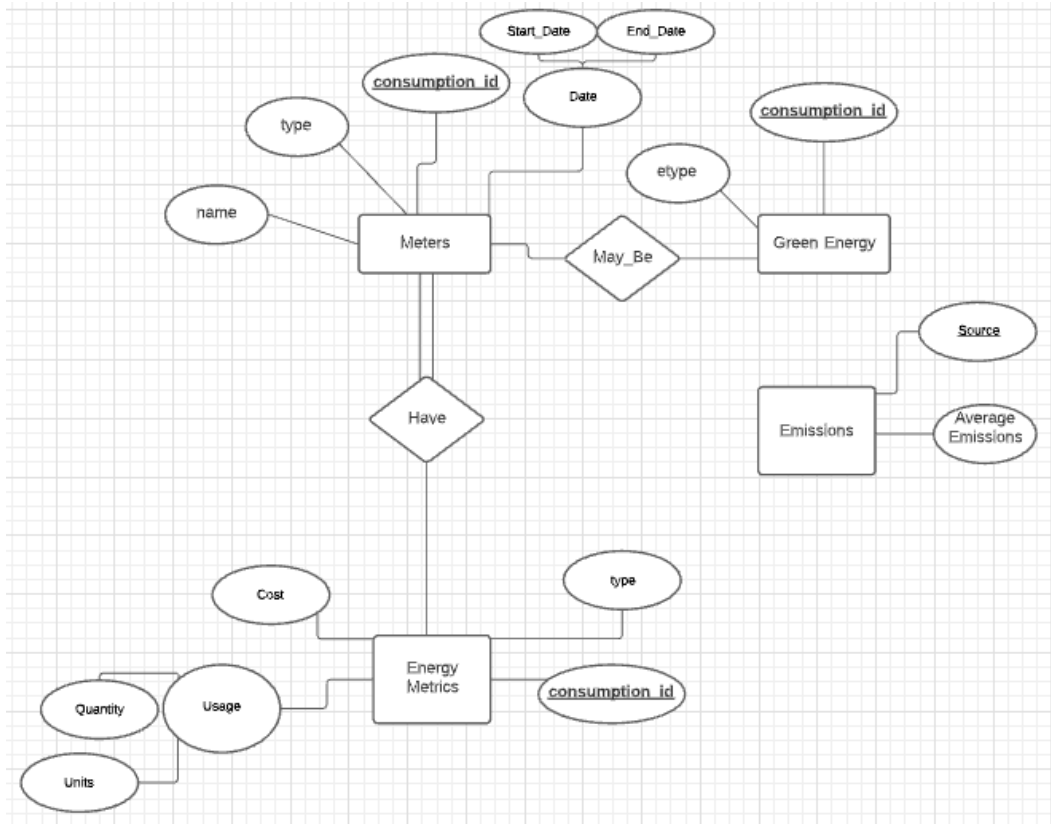 Start_Date
End_Date
consumption_id
Date
consumption_id
type
etype
name
Meters
May_Be
Green Energy
Source
Have
Emissions
Average
Emissions
Cost
type
Energy
Metrics
consumption_id
Quantity
Usage
Units